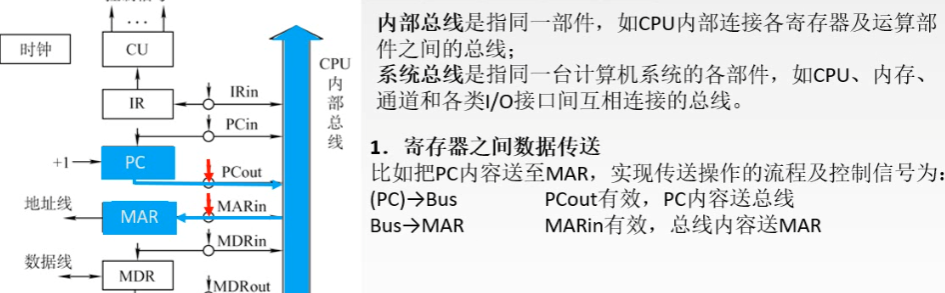 ...
时钟
CU
CPU
内
部
总
线
IR
IRin
PCin
+1
PC
PCout
地址线
MAR
MARin
MDRin
数据线
MDR
MDRout
内部总线是指同一部件，如CPU内部连接各寄存器及运算部
件之间的总线；
系统总线是指同一台计算机系统的各部件，如CPU、内存、
通道和各类I/O接口间互相连接的总线。
1．寄存器之间数据传送
比如把PC内容送至MAR，实现传送操作的流程及控制信号为：
(PC)→Bus PCout有效，PC内容送总线
Bus→MAR MARin有效，总线内容送MAR